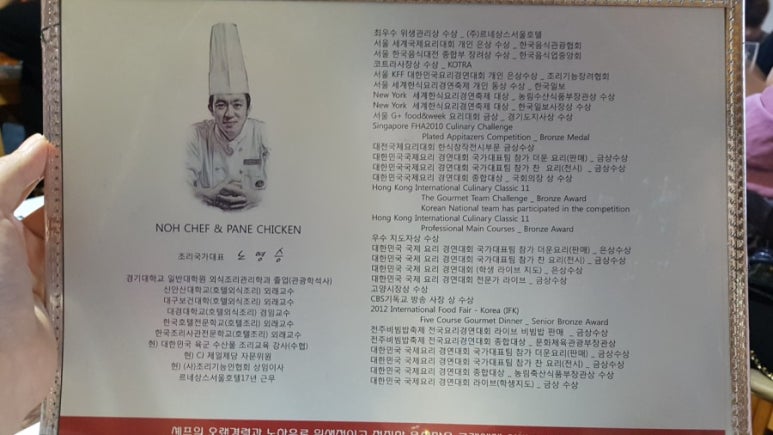 NOH CHEF & PANE CHICKEN
조리국가대표 노 영 승
경기대학교 일반대학원 외식조리관리학과 졸업(관광학석사)
신안산대학교(호텔조리) 외래교수
대구보건대학(호텔외식조리) 외래교수
대경대학교(호텔외식조리) 겸임교수
한국호텔전문학교(호텔조리) 외래교수
한국조리사관전문학교(호텔조리) 외래교수
현) 대한민국 육군 수산물 조리교육 강사(수협)
현) CJ 제일제당 자문위원
현) (사)조리기능인협회 상임이사
르네상스서울호텔17년 근무
최우수 위생관리상 수상 _ (주)르네상스서울호텔
서울 세계국제요리대회 개인 은상 수상 _ 한국음식관광협회
서울 한국음식대전 종합부 장려상 수상 _ 한국음식업중앙회
코트라사장상 수상 _ KOTRA
서울 KFF 대한민국요리경연대회 개인 은상수상 _ 조리기능장려협회
서울 세계한식요리경연축제 개인 동상 수상 _ 한국일보
New York 세계한식요리경연축제 대상 _ 농림수산식품부장관상 수상
New York 세계한식요리경연축제 대상 _ 한국일보사장상 수상
서울 G+ food&week 요리대회 금상 _ 경기도지사상 수상
Singapore FHA2010 Culinary Challenge
Plated Appitazers Competition _ Bronze Medal
대전국제요리대회 한식창작전시부문 금상수상
대한민국국제요리 경연대회 국가대표팀 참가 더운 요리(판매) _ 금상수상
대한민국국제요리 경연대회 국가대표팀 참가 찬 요리(전시) _ 금상수상
대한민국국제요리 경연대회 종합대상 _ 국회의장 상 수상
Hong Kong International Culinary Classic 11
The Gourmet Team Challenge _ Bronze Award
Korean National team has participated in the competition
Hong Kong International Culinary Classic 11
Professional Main Courses _ Bronze Award
우수 지도자상 수상
대한민국 국제 요리 경연대회 국가대표팀 참가 더운요리(판매) _ 은상수상
대한민국 국제 요리 경연대회 국가대표팀 참가 찬 요리(전시) _ 금상수상
대한민국 국제 요리 경연대회 (학생 라이브 지도) _ 은상수상
대한민국 국제 요리 경연대회 전문가 라이브 _ 금상수상
고양시장상 수상
CBS기독교 방송 사장 상 수상
2012 International Food Fair - Korea (JFK)
Five Course Gourmet Dinner _ Senior Bronze Award
전주비빔밥축제 전국요리경연대회 라이브 비빔밥 판매 _ 금상수상
전주비빔밥축제 전국요리경연대회 종합대상 _ 문화체육관광부장관상
대한민국 국제 요리 경연대회 국가대표팀 참가 더운요리(판매) _ 금상수상
대한민국 국제 요리 경연대회 국가대표팀 참가 찬 요리(전시) _ 금상수상
대한민국 국제 요리 경연대회 종합대상 _ 농림축산식품부장관상 수상
대한민국 국제 요리 경연대회 라이브(학생지도) _ 금상 수상